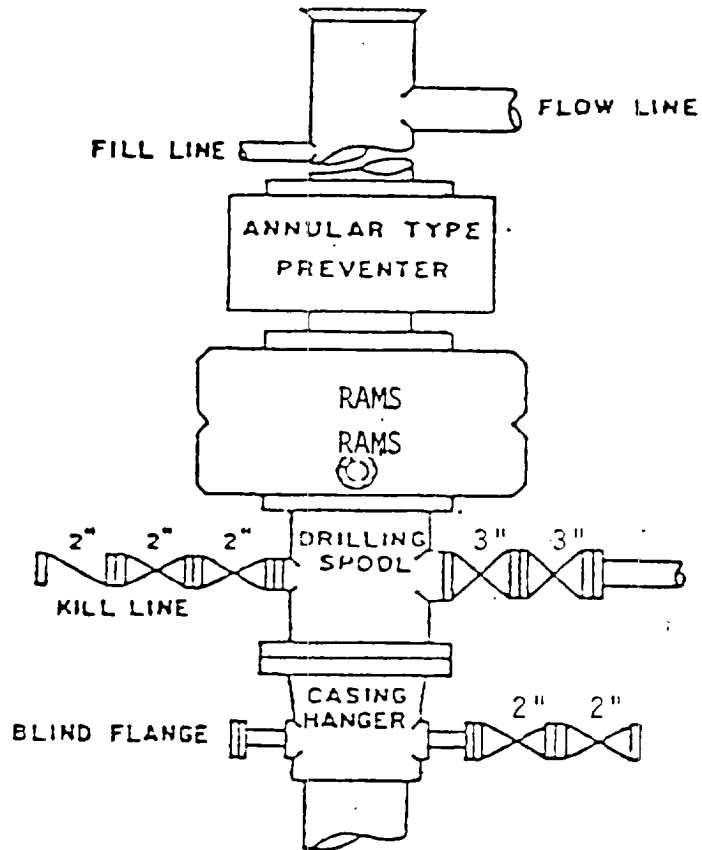 FLOW LINE
FILL LINE
ANNULAR TYPE
PREVENTER
RAMS
RAMS
2" 2" 2"
DRILLING
SPOOL
3" 3"
KILL LINE
CASING
HANGER
2" 2"
BLIND FLANGE